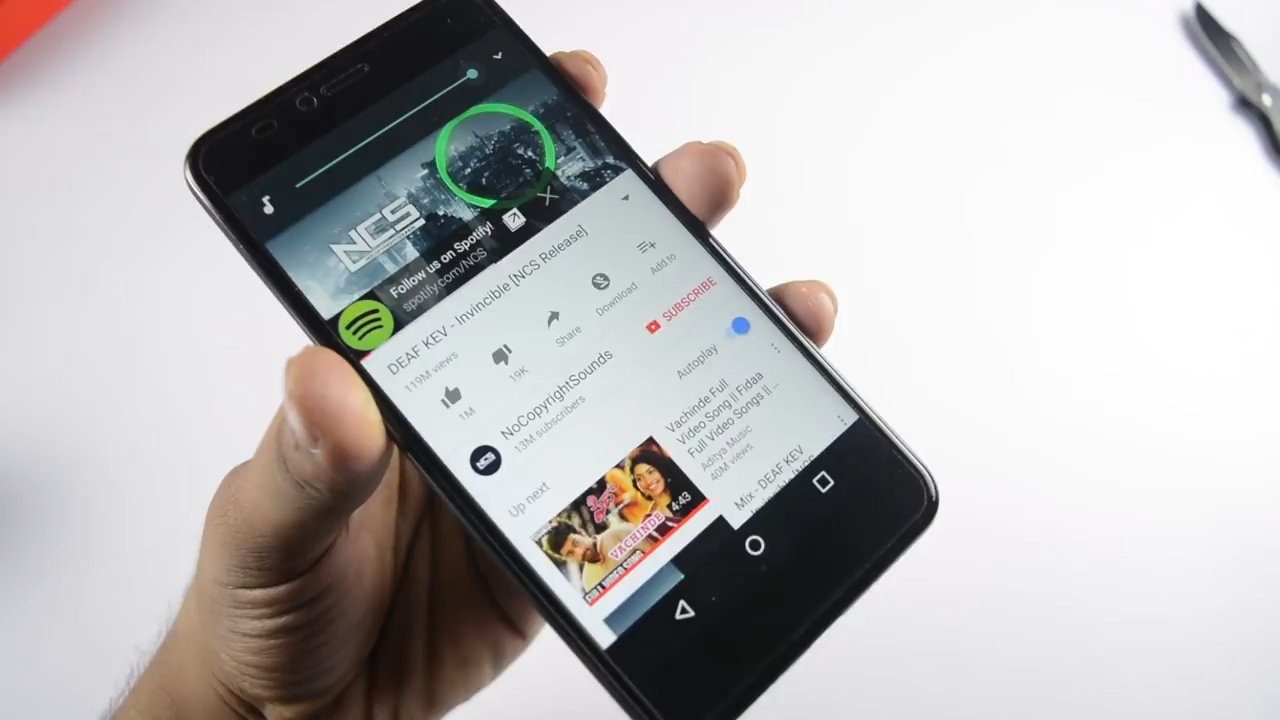 NCS
Follow us on Spotify!
spotify.com/NCS
DEAF KEV - Invincible [NCS Release]
119M views
1M
19K
Share
Download
Add to
NoCopyrightSounds
13M subscribers
SUBSCRIBE
Up next
Autoplay
VACHINDE
4:43
Vachinde Full
Video Song || Fidaa
Full Video Songs || ...
Aditya Music
40M views
Mix - DEAF KEV